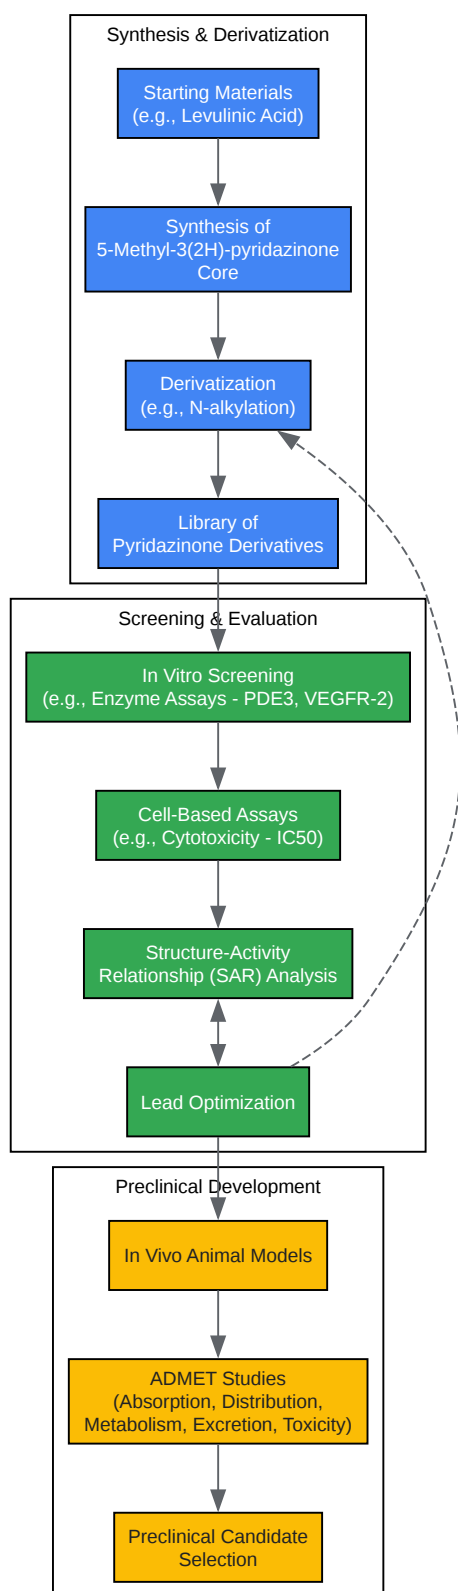 Synthesis & Derivatization
Starting Materials
(e.g., Levulinic Acid)
Synthesis of
5-Methyl-3(2H)-pyridazinone
Core
Derivatization
(e.g., N-alkylation)
Library of
Pyridazinone Derivatives
Screening & Evaluation
In Vitro Screening
(e.g., Enzyme Assays - PDE3, VEGFR-2)
Cell-Based Assays
(e.g., Cytotoxicity - IC50)
Structure-Activity
Relationship (SAR) Analysis
Lead Optimization
Preclinical Development
In Vivo Animal Models
ADMET Studies
(Absorption, Distribution,
Metabolism, Excretion, Toxicity)
Preclinical Candidate
Selection